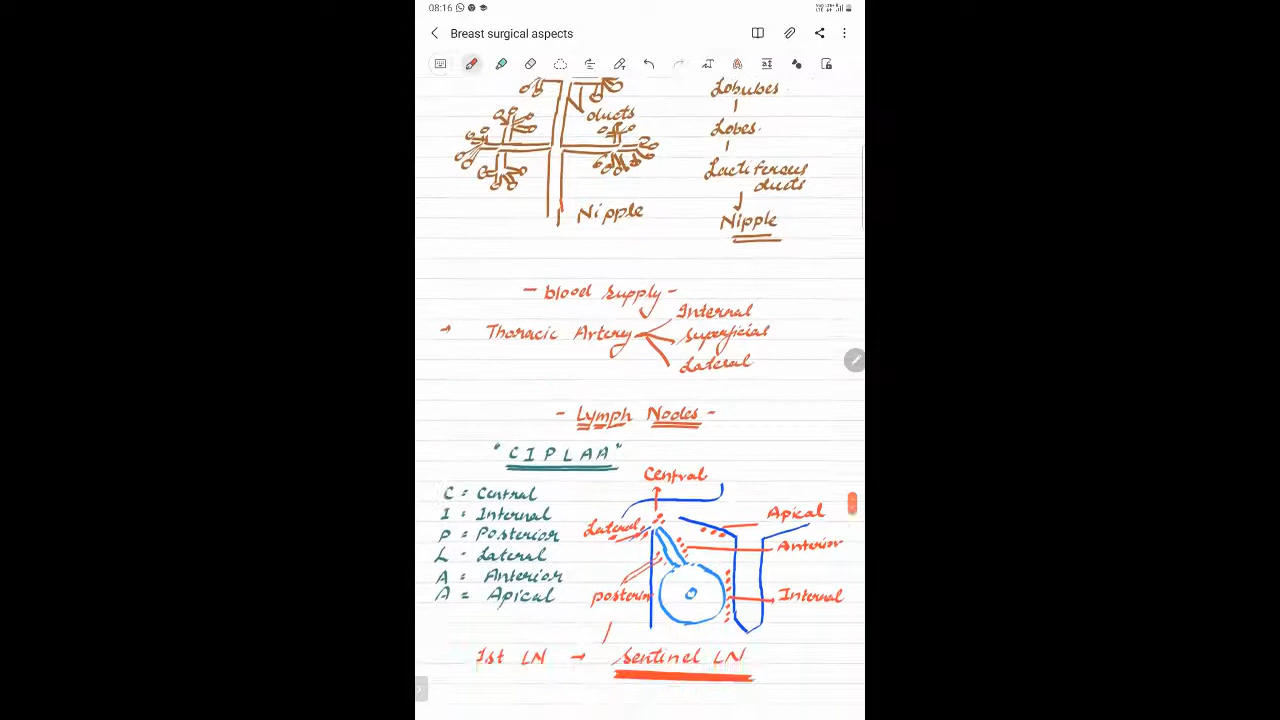 08:16
Breast surgical aspects
Lobubes
ducts
Lobes.
Lactiferous
ducts
Nipple
Nipple
- Blood supply -
Internal
→ Thoracic Artery
superficial
Lateral
- Lymph Nodes -
"CIPLAA"
Central
C = Central
I = Internal
P = Posterior
L - Lateral
A = Anterior
A = Apical
Lateral
Apical
Anterior
posterior
Internal
1st LN → Sentinel LN